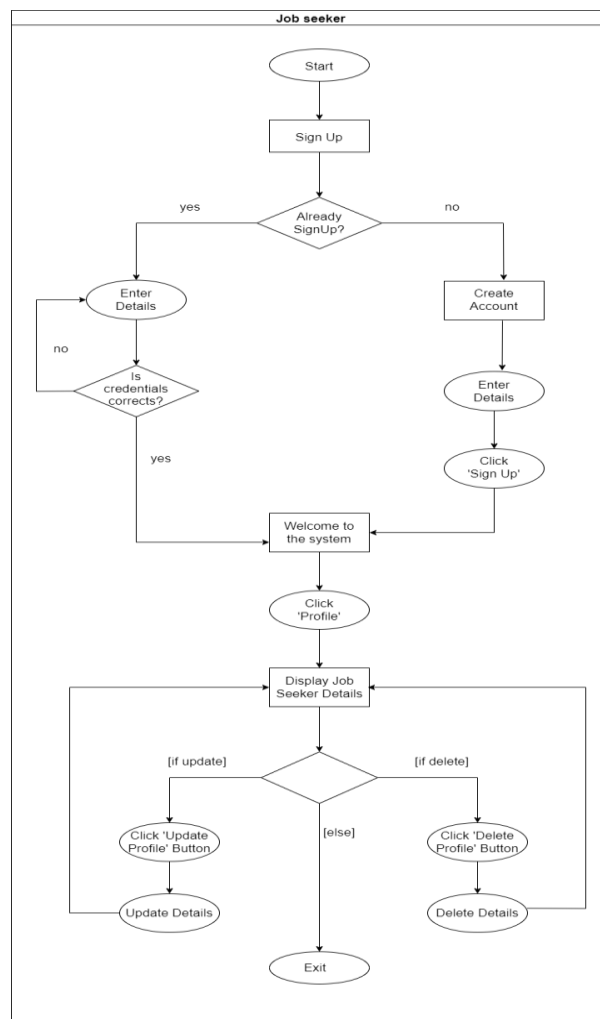 Job seeker
Start
Sign Up
yes
Already
SignUp?
no
Enter
Details
Create
Account
no
Is
credentials
corrects?
Enter
Details
yes
Click
'Sign Up'
Welcome to
the system
Click
'Profile'
Display Job
Seeker Details
[if update]
[if delete]
[else]
Click 'Update
Profile' Button
Click 'Delete
Profile' Button
Update Details
Delete Details
Exit